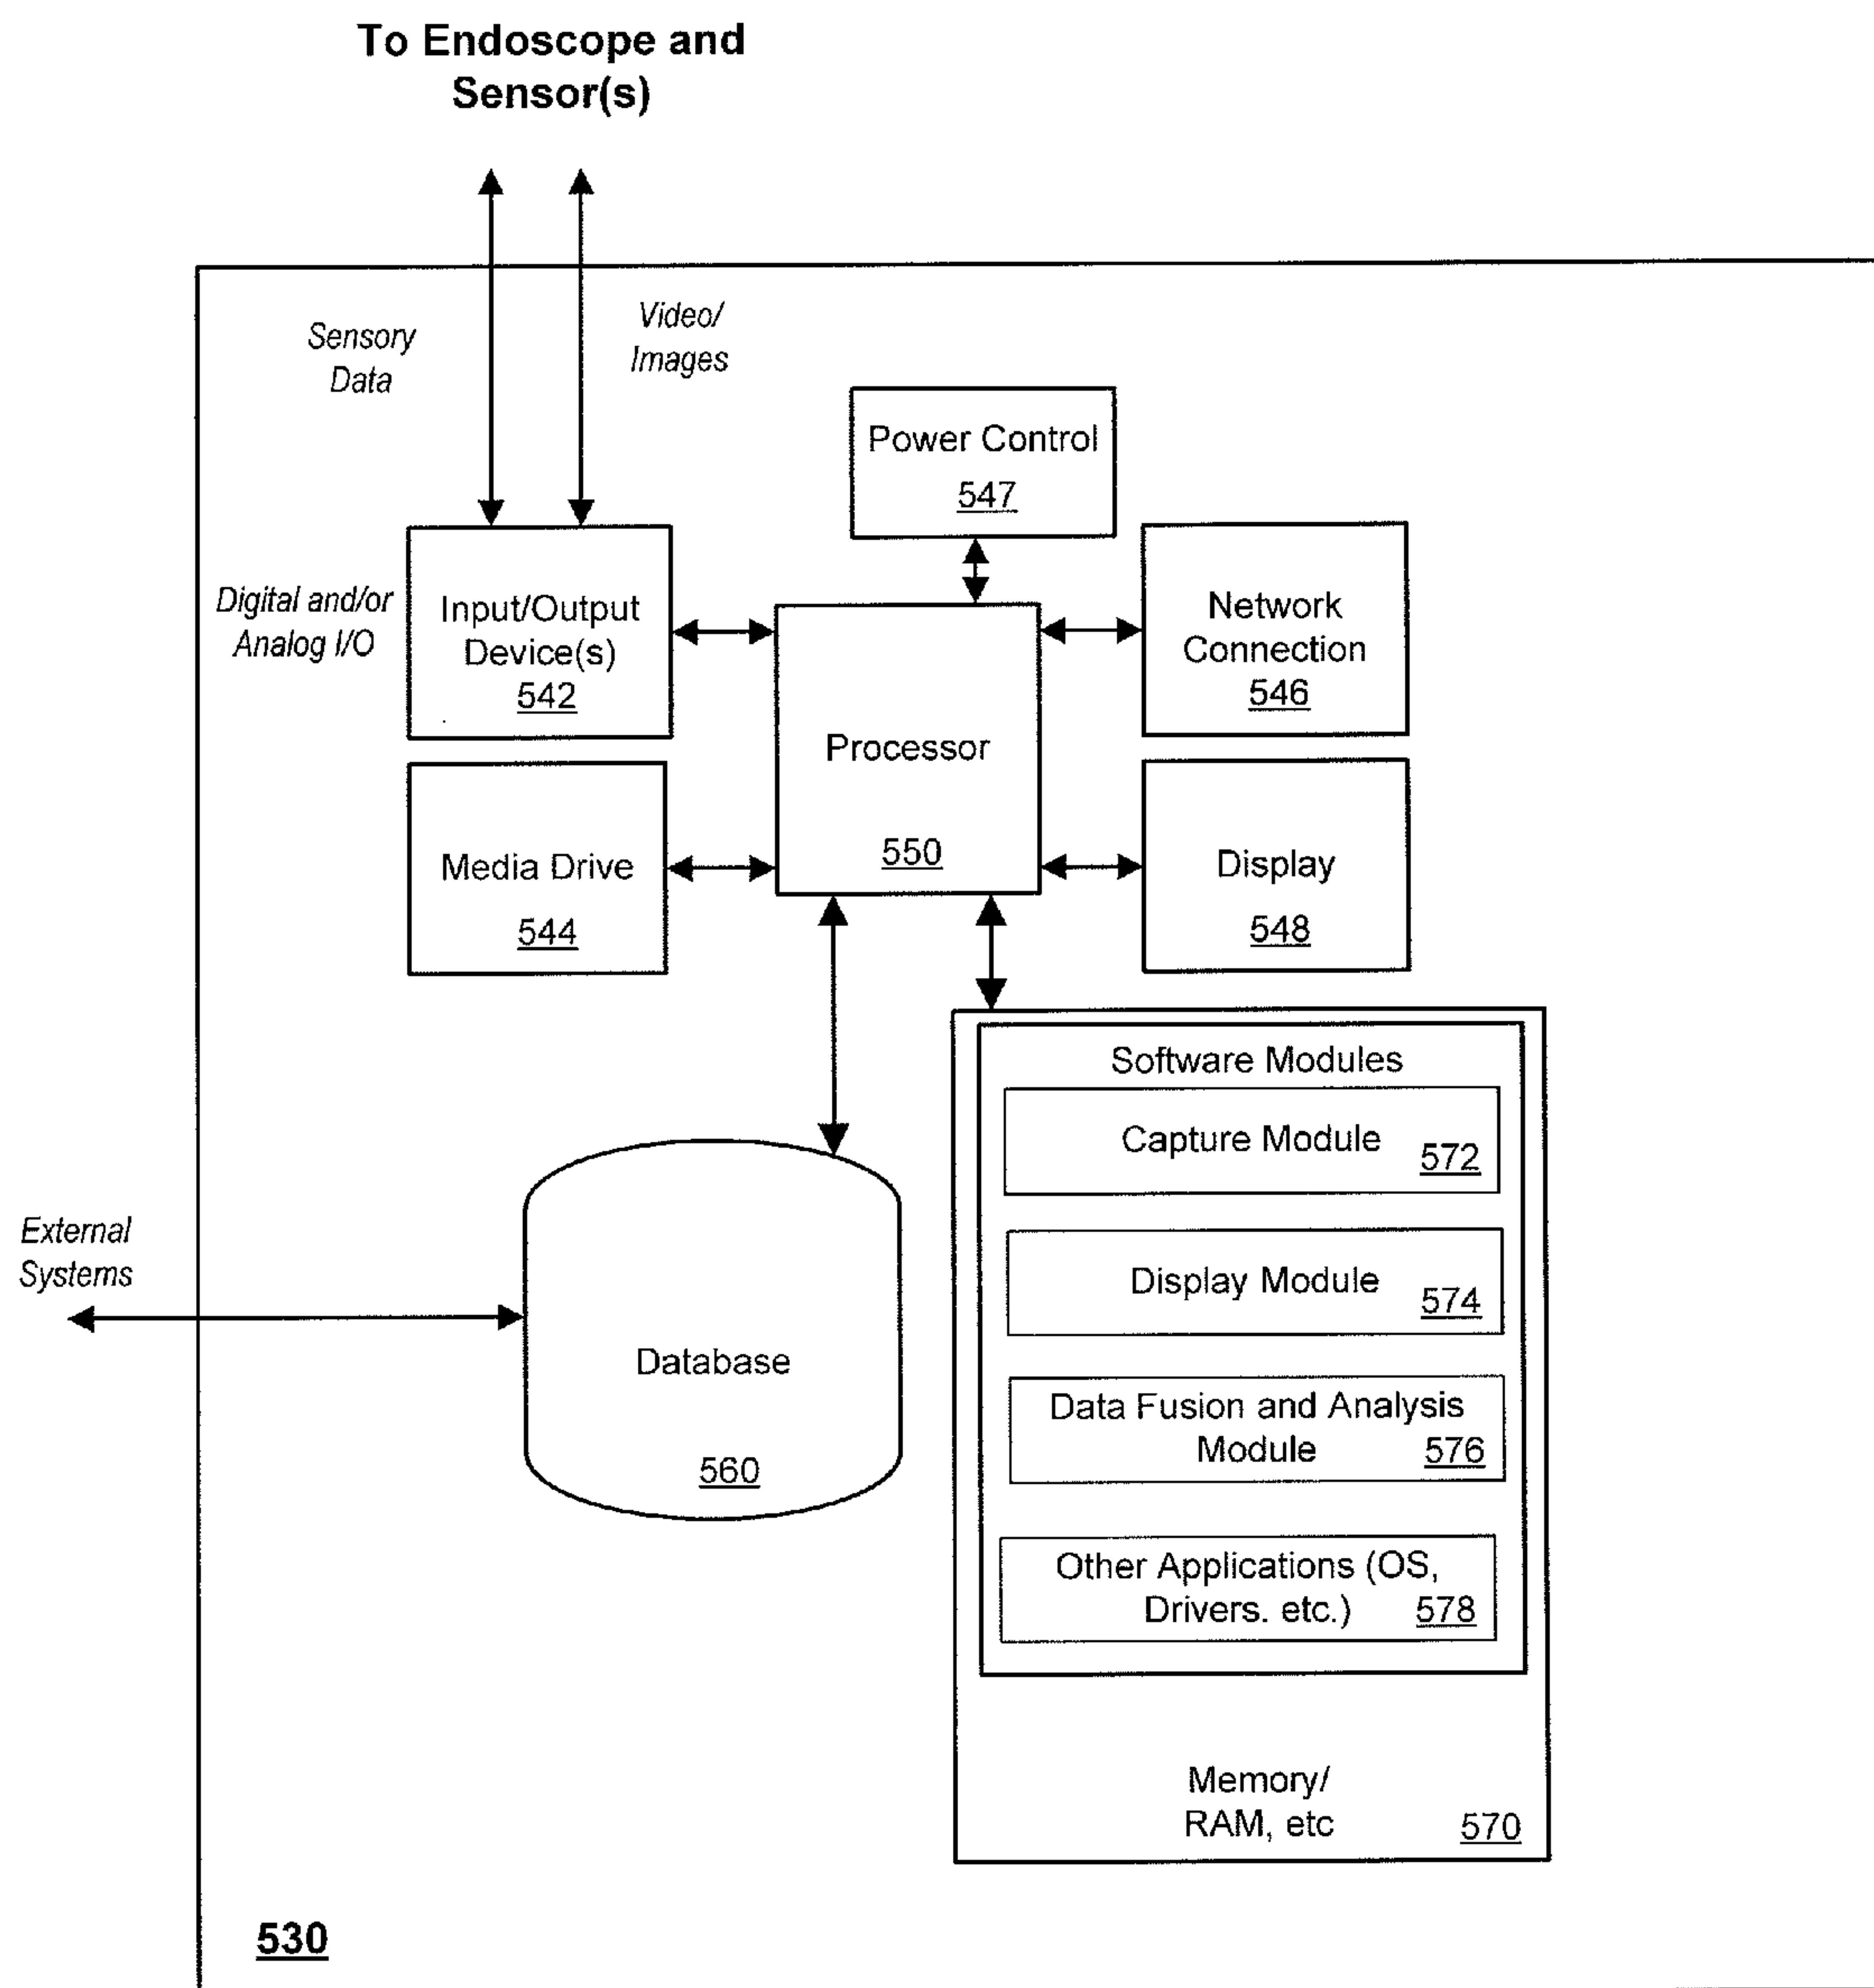 To Endoscope and
Sensor(s)
Sensory
Data
Video/
Images
Power Control
547
Digital and/or
Analog I/O
Input/Output
Device(s)
542
Network
Connection
546
Processor
550
Media Drive
544
Display
548
Software Modules
Capture Module 572
Display Module 574
Data Fusion and Analysis
Module 576
Other Applications (OS,
Drivers. etc.) 578
Memory/
RAM, etc 570
External
Systems
Database
560
530